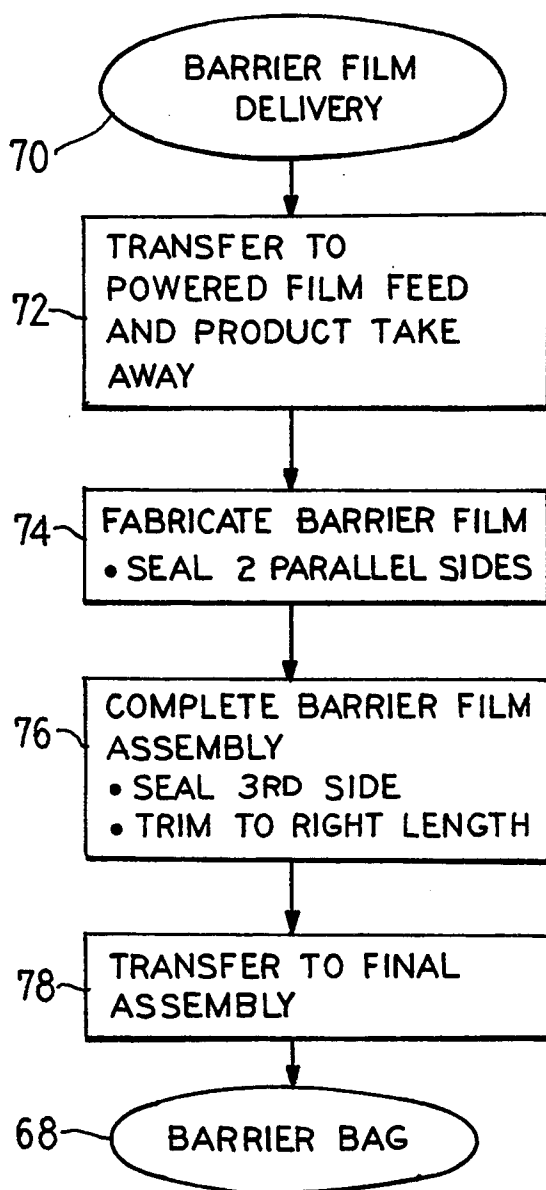 BARRIER FILM
DELIVERY
70
TRANSFER TO
POWERED FILM FEED
AND PRODUCT TAKE
AWAY
72
FABRICATE BARRIER FILM
• SEAL 2 PARALLEL SIDES
74
COMPLETE BARRIER FILM
ASSEMBLY
• SEAL 3RD SIDE
• TRIM TO RIGHT LENGTH
76
TRANSFER TO FINAL
ASSEMBLY
78
BARRIER BAG
68